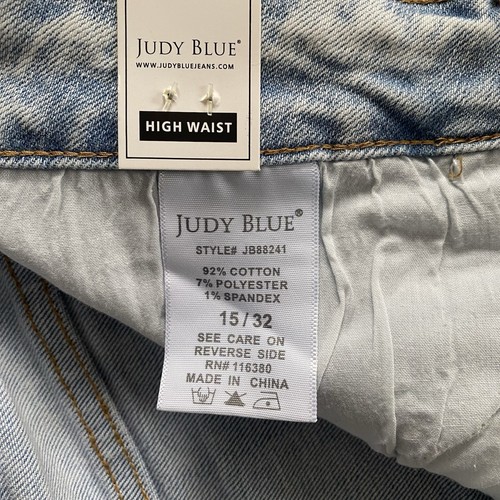 JUDY BLUE®
WWW.JUDYBLUEJEANS.COM
HIGH WAIST
JUDY BLUE®
STYLE# JB88241
92% COTTON
7% POLYESTER
1% SPANDEX
15/32
SEE CARE ON
REVERSE SIDE
RN# 116380
MADE IN CHINA